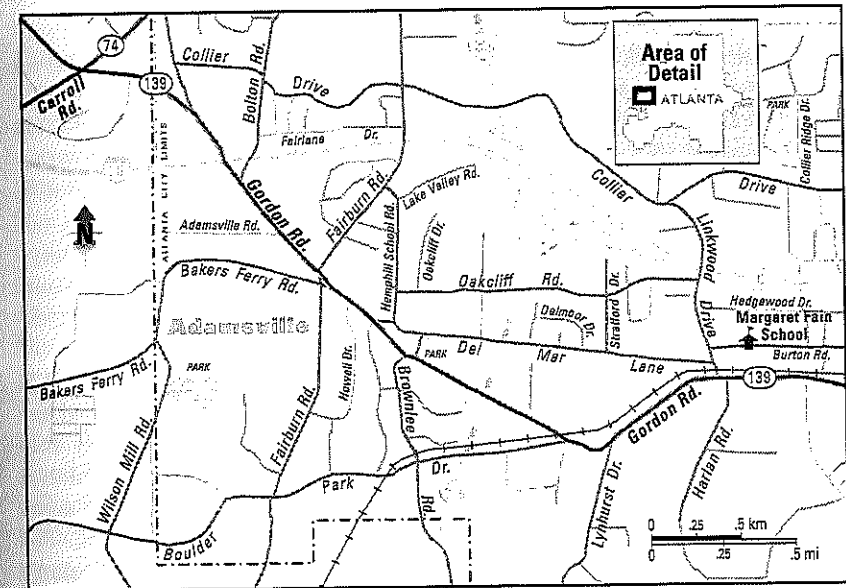 74
139
Carroll
Rd.
Collier
Drive
Bolton Rd.
Fairlane Dr.
Area of
Detail
ATLANTA
PARK
Collier Ridge Dr.
Collier
Drive
ATLANTA CITY LIMITS
N
Gordon Rd.
Fairburn Rd.
Lake Valley Rd.
Adamsville Rd.
Hemphill School Rd.
Oakcliff Dr.
Linkwood
Drive
Bakers Ferry Rd.
Oakcliff Rd.
Stratford Dr.
Hedgewood Dr.
Margaret Fain
School
Adamsville
Delmoor Dr.
Burton Rd.
PARK
Del Mar Lane
PARK
Howell Dr.
139
Bakers Ferry Rd.
Brownlee
Rd.
Gordon Rd.
Fairburn Rd.
Wilson Mill Rd.
Boulder
Park
Dr.
Lynhurst Dr.
Harlan Rd.
0 .25 .5 km
0 .25 .5 mi